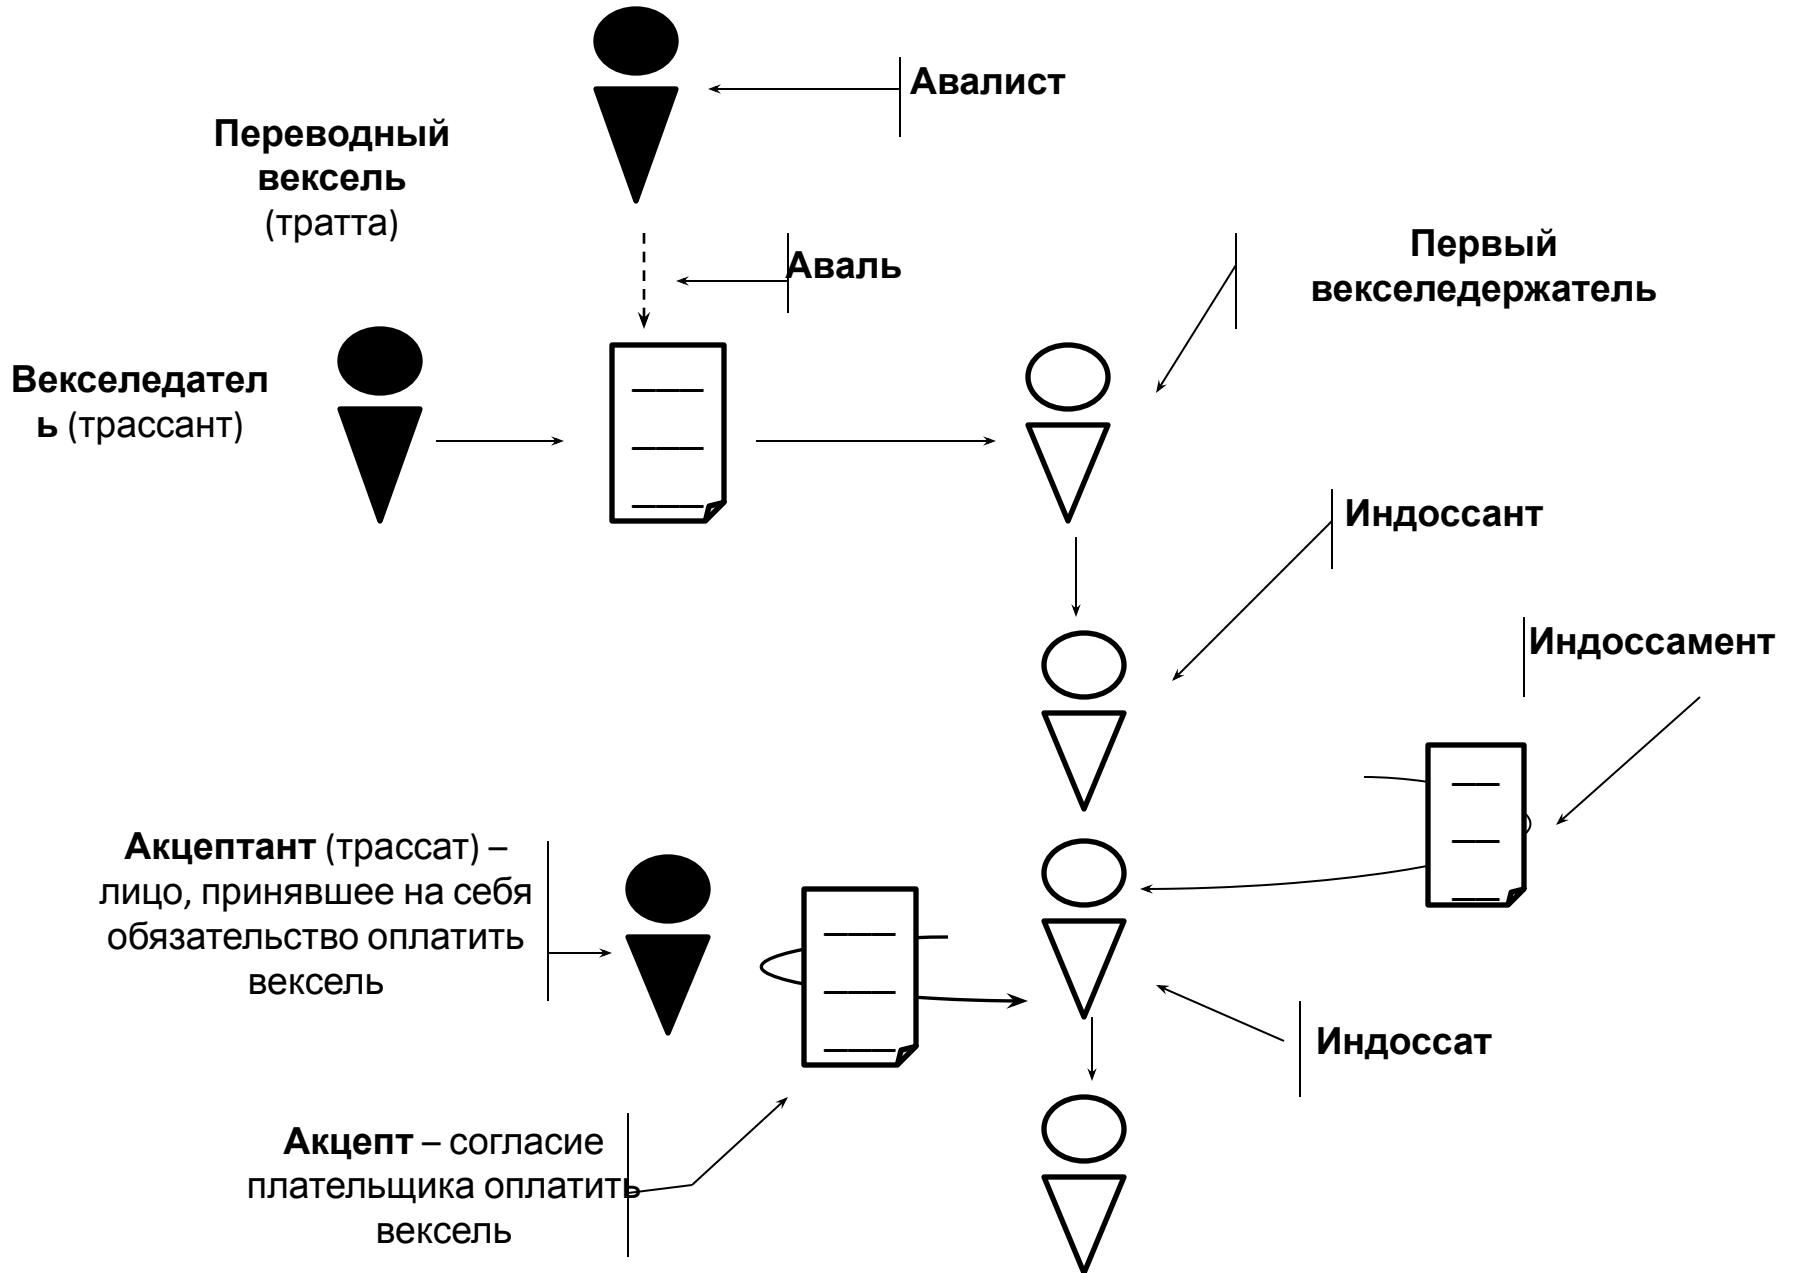 Авалист
Переводный
вексель
(тратта)
Аваль
Первый
векселедержатель
Векселедател
ь (трассант)
Индоссант
Индоссамент
Акцептант (трассат) –
лицо, принявшее на себя
обязательство оплатить
вексель
Индоссат
Акцепт – согласие
плательщика оплатить
вексель